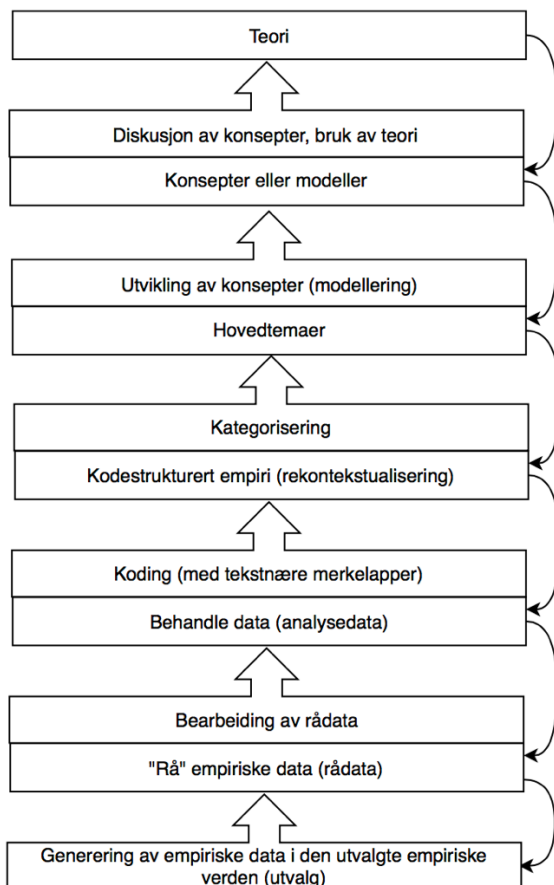 Teori
Diskusjon av konsepter, bruk av teori
Konsepter eller modeller
Utvikling av konsepter (modellering)
Hovedtemaer
Kategorisering
Kodestrukturert empiri (rekontekstualisering)
Koding (med tekstnære merkelapper)
Behandle data (analysedata)
Bearbeiding av rådata
"Rå" empiriske data (rådata)
Generering av empiriske data i den utvalgte empiriske
verden (utvalg)